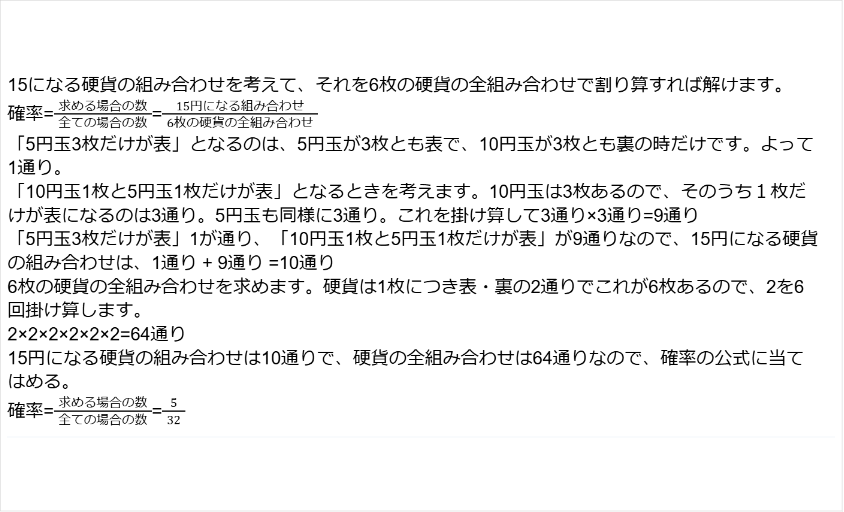 15になる硬貨の組み合わせを考えて、それを6枚の硬貨の全組み合わせで割り算すれば解けます。
確率=求める場合の数/全ての場合の数=15円になる組み合わせ/6枚の硬貨の全組み合わせ
「5円玉3枚だけが表」となるのは、5円玉が3枚とも表で、10円玉が3枚とも裏の時だけです。よって
1通り。
「10円玉1枚と5円玉1枚だけが表」となるときを考えます。10円玉は3枚あるので、そのうち１枚だ
けが表になるのは3通り。5円玉も同様に3通り。これを掛け算して3通り×3通り=9通り
「5円玉3枚だけが表」1が通り、「10円玉1枚と5円玉1枚だけが表」が9通りなので、15円になる硬貨
の組み合わせは、1通り + 9通り =10通り
6枚の硬貨の全組み合わせを求めます。硬貨は1枚につき表・裏の2通りでこれが6枚あるので、2を6
回掛け算します。
2×2×2×2×2×2=64通り
15円になる硬貨の組み合わせは10通りで、硬貨の全組み合わせは64通りなので、確率の公式に当て
はめる。
確率=求める場合の数/全ての場合の数=5/32